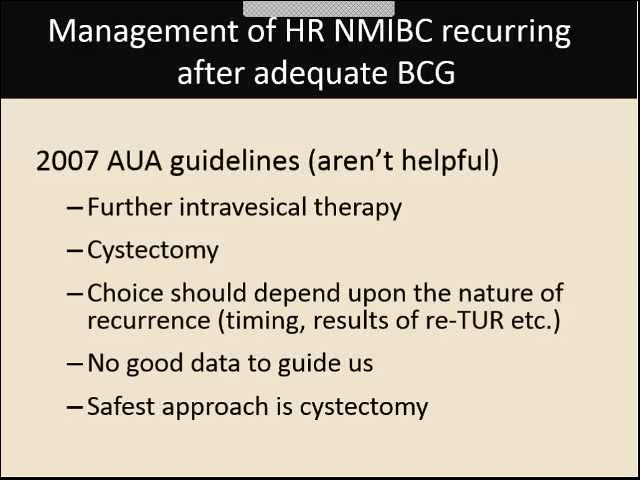 Management of HR NMIBC recurring
after adequate BCG
2007 AUA guidelines (aren't helpful)
–Further intravesical therapy
–Cystectomy
–Choice should depend upon the nature of
recurrence (timing, results of re-TUR etc.)
–No good data to guide us
–Safest approach is cystectomy